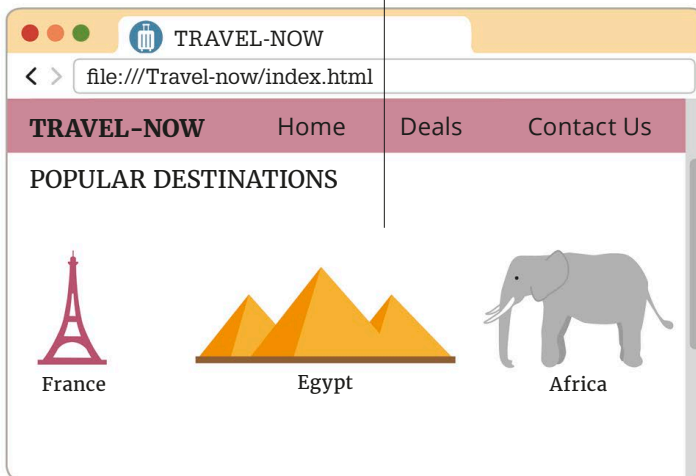 TRAVEL-NOW
file:///Travel-now/index.html
TRAVEL-NOW Home Deals Contact Us
POPULAR DESTINATIONS
France Egypt Africa